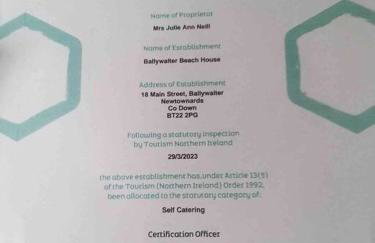 Name of Proprietor
Mrs Julie Ann Neill
Name of Establishment
Ballywalter Beach House
Address of Establishment
18 Main Street, Ballywalter
Newtownards
Co Down
BT22 2PG
Following a statutory inspection
by Tourism Northern Ireland
29/3/2023
the above establishment has,under Article 13(5)
of the Tourism (Northern Ireland) Order 1992,
been allocated to the statutory category of:
Self Catering
Certification Officer